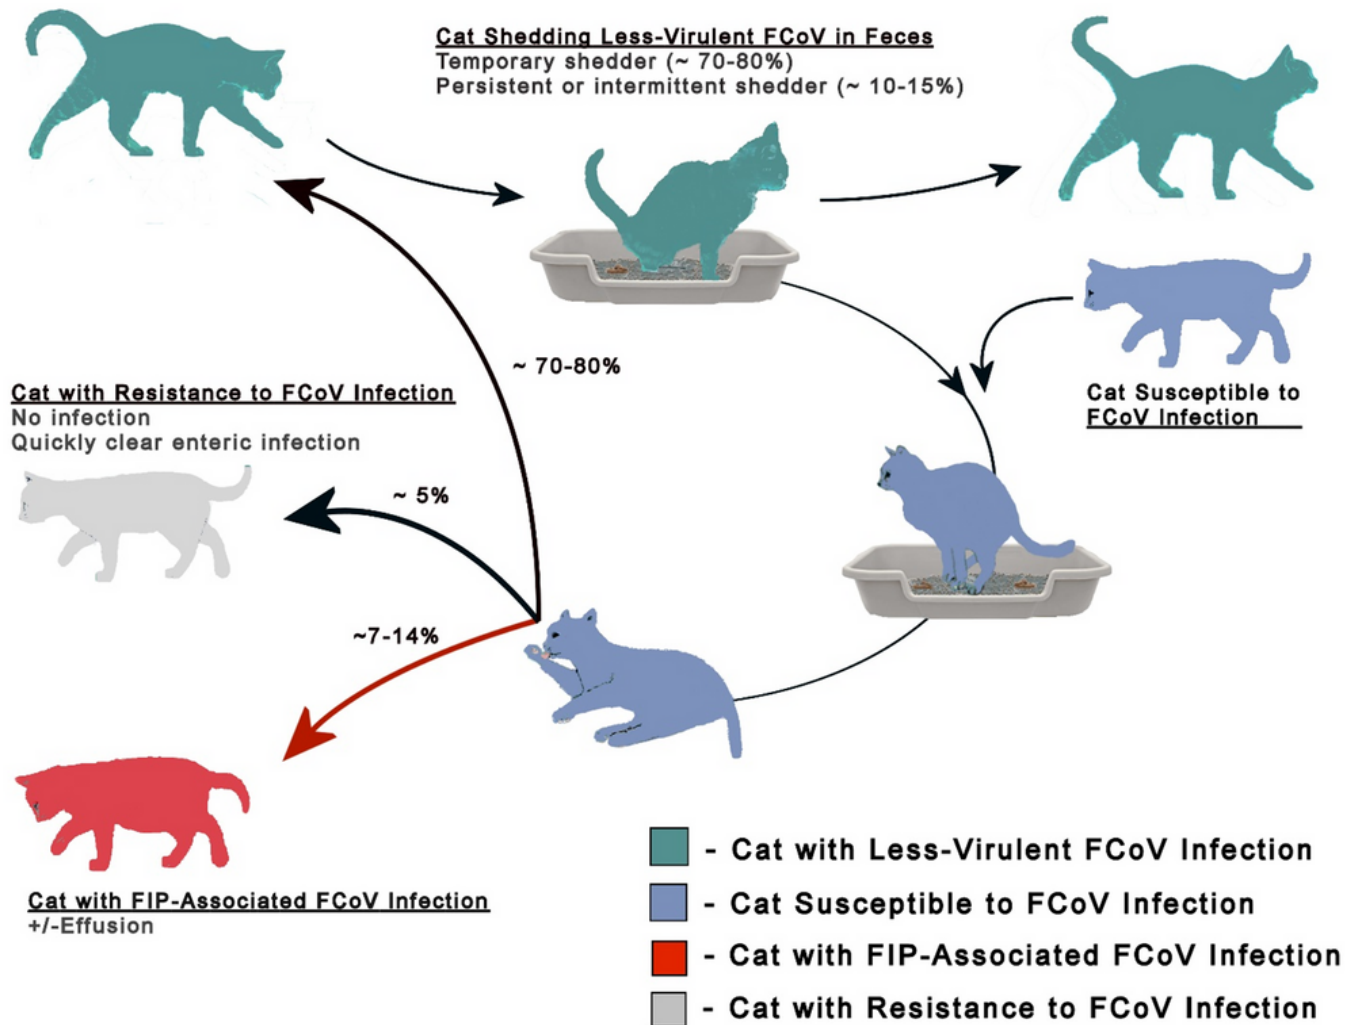 Cat Shedding Less-Virulent FCoV in Feces
Temporary shedder (~ 70-80%)
Persistent or intermittent shedder (~ 10-15%)
~ 70-80%
Cat with Resistance to FCoV Infection
No infection
Quickly clear enteric infection
Cat Susceptible to
FCoV Infection
~ 5%
~7-14%
Cat with FIP-Associated FCoV Infection
+/-Effusion
- Cat with Less-Virulent FCoV Infection
- Cat Susceptible to FCoV Infection
- Cat with FIP-Associated FCoV Infection
- Cat with Resistance to FCoV Infection